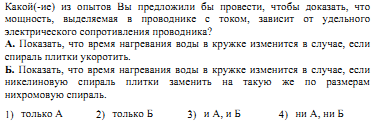 Какой(-ие) из опытов Вы предложили бы провести, чтобы доказать, что
мощность, выделяемая в проводнике с током, зависит от удельного
электрического сопротивления проводника?
А. Показать, что время нагревания воды в кружке изменится в случае, если
спираль плитки укоротить.
Б. Показать, что время нагревания воды в кружке изменится в случае, если
никелиновую спираль плитки заменить на такую же по размерам
нихромовую спираль.
1) только А 2) только Б 3) и А, и Б 4) ни А, ни Б